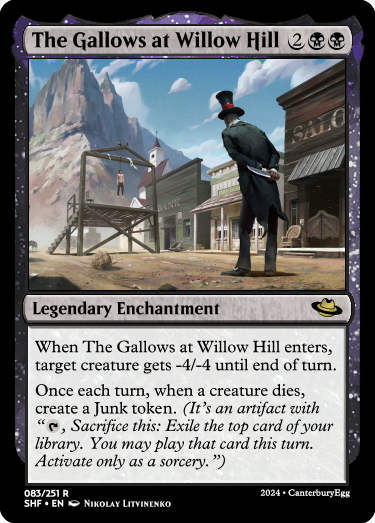 The Gallows at Willow Hill 2
SALO
BANK
Legendary Enchantment
When The Gallows at Willow Hill enters,
target creature gets -4/-4 until end of turn.
Once each turn, when a creature dies,
create a Junk token. (It's an artifact with
“, Sacrifice this: Exile the top card of your
library. You may play that card this turn.
Activate only as a sorcery.”)
083/251 R
SHF • EN Nikolay Litvinenko
2024 • CanterburyEgg